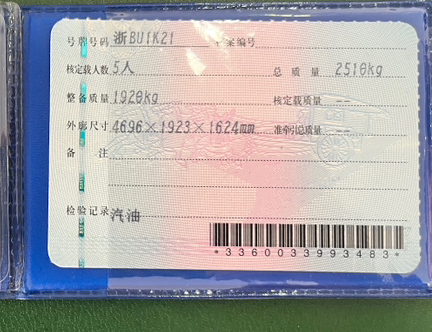 号牌号码 浙BU1K21 档案编号
核定载人数 5人 总质量 2510kg
整备质量 1920kg 核定载质量 --
外廓尺寸 4696×1923×1624mm 准牵引总质量 --
备注
检验记录 汽油
*3360033993483*